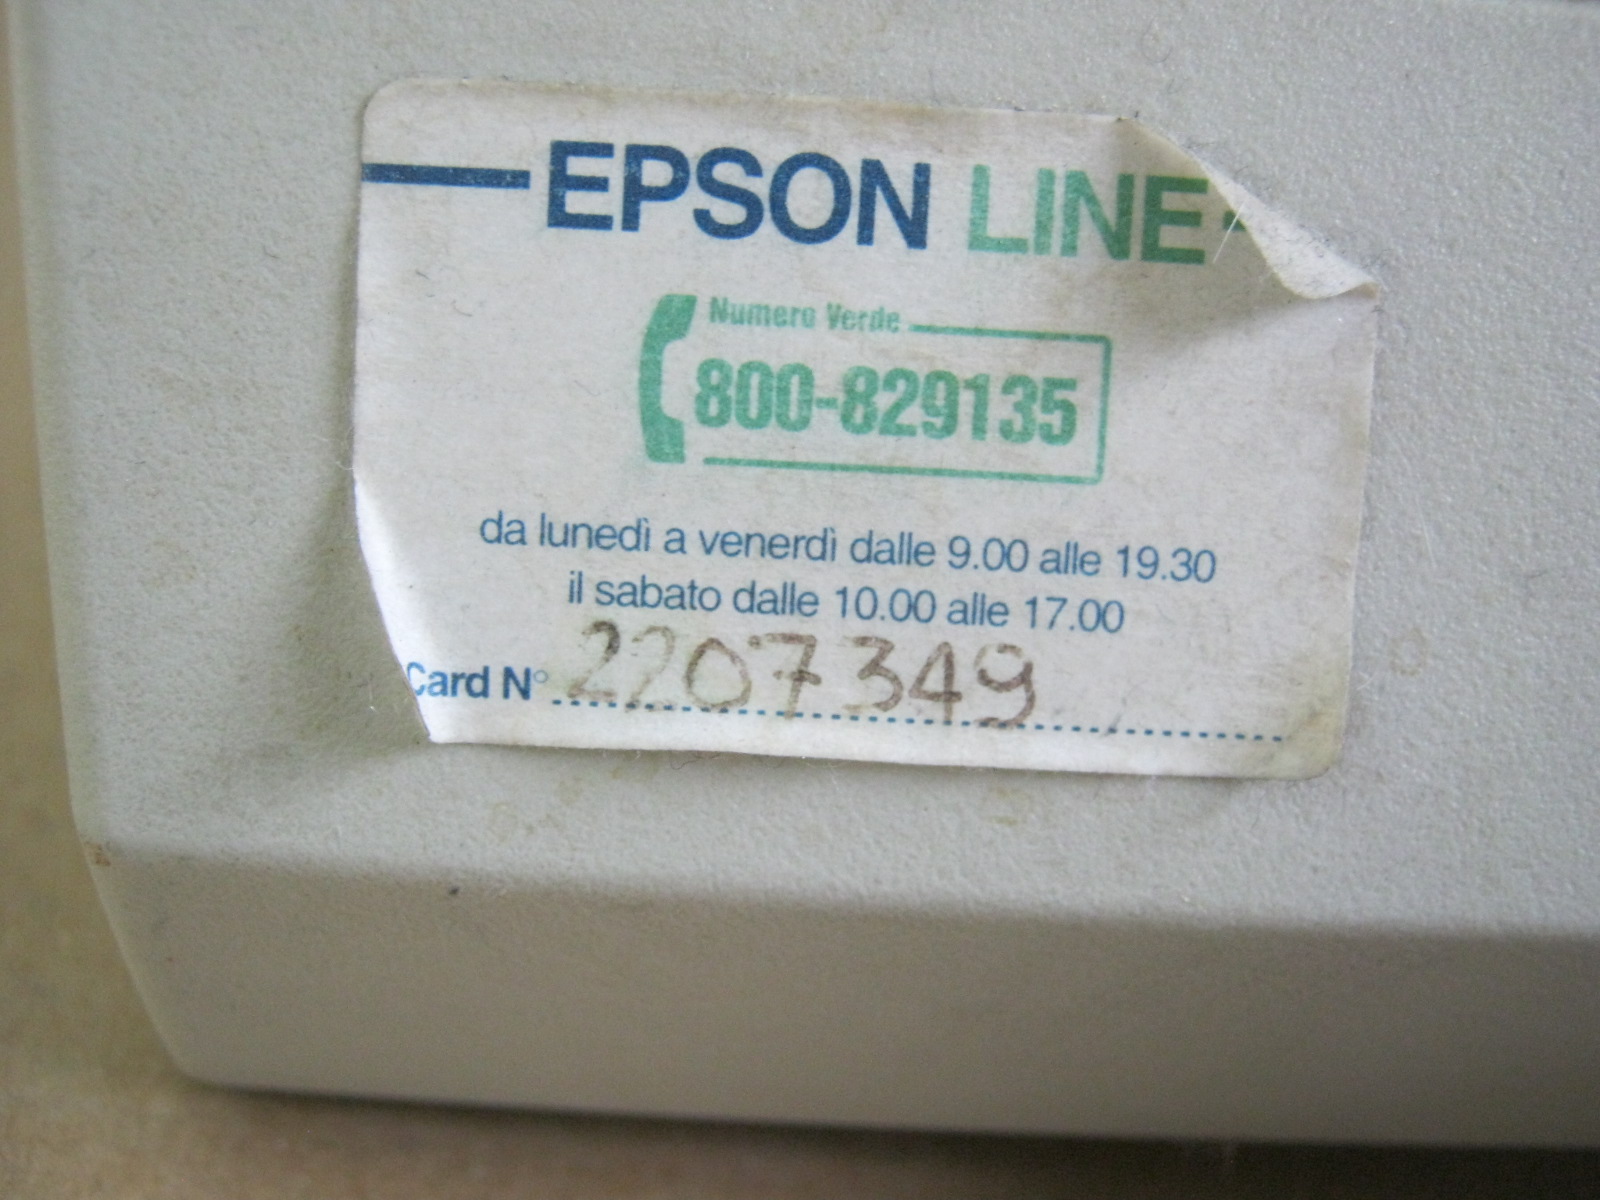 EPSON LINE
Numero Verde
800-829135
da lunedì a venerdì dalle 9.00 alle 19.30
il sabato dalle 10.00 alle 17.00
Card N° 2207349